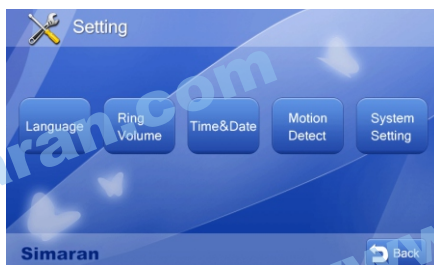 Setting
Language
Ring
Volume
Time&Date
Motion
Detect
System
Setting
Simaran
Back